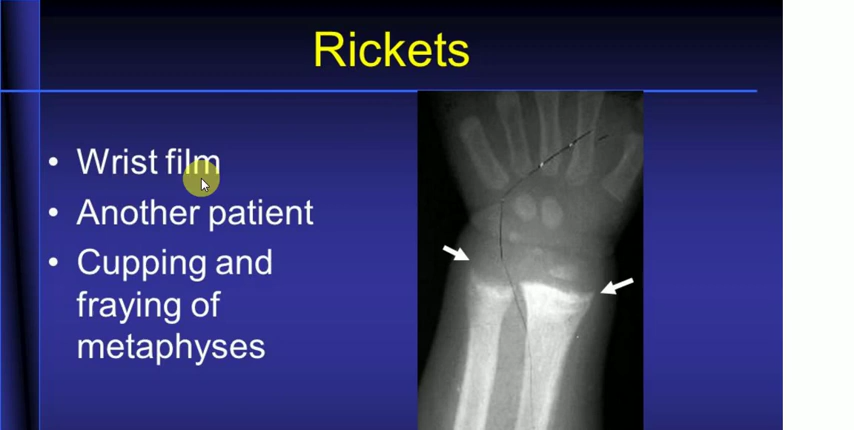 Rickets
• Wrist film
• Another patient
• Cupping and
fraying of
metaphyses